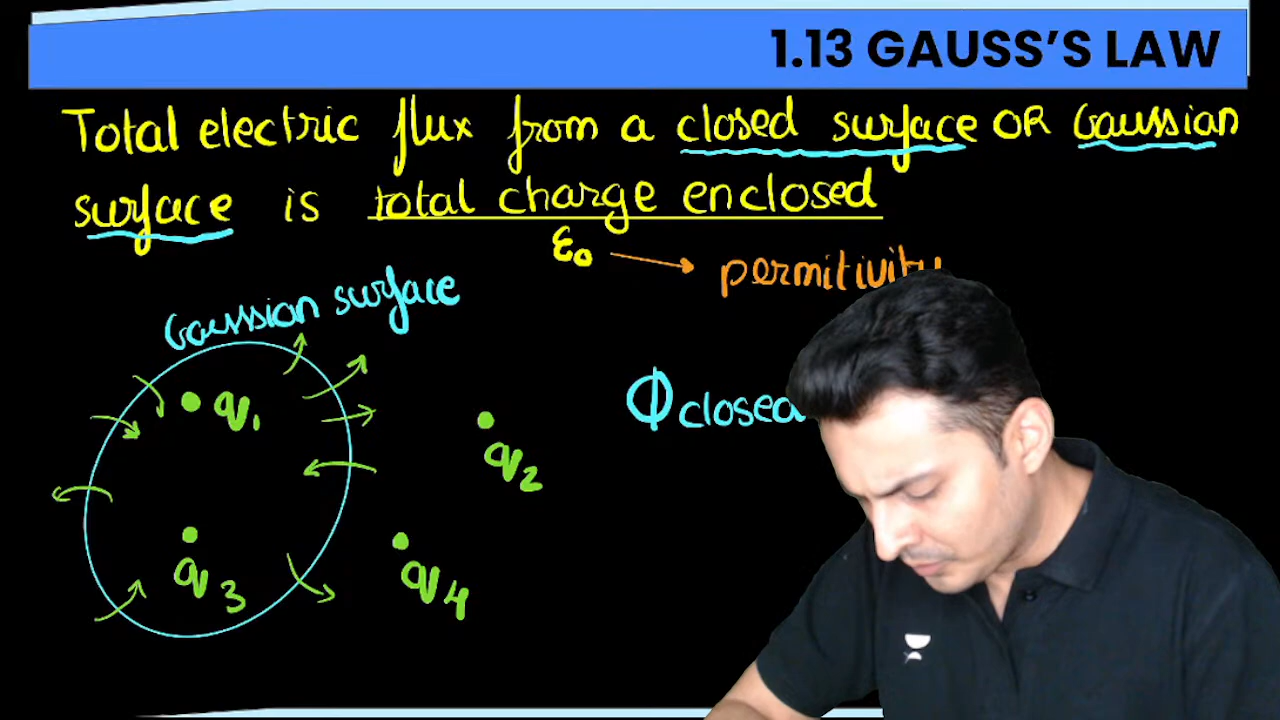 1.13 GAUSS'S LAW
Total electric flux from a closed surface OR Gaussian
surface is total charge enclosed
ε0 permitivity
Gaussian surface
q1
Φclosed
q2
q3
q4